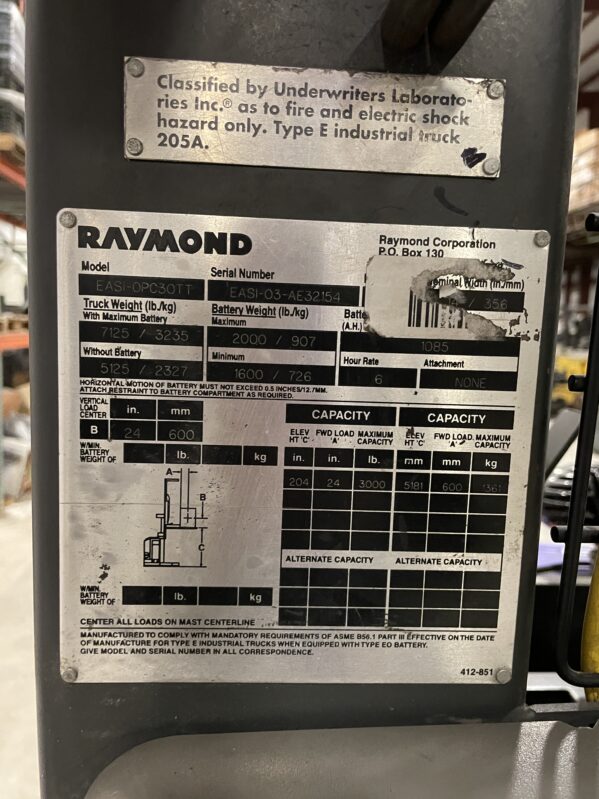 Classified by Underwriters Laborato-
ries Inc.® as to fire and electric shock
hazard only. Type E industrial truck
205A.
RAYMOND
Raymond Corporation
P.O. Box 130
Model
EASI-OPC30TT
Serial Number
EASI-03-AE32154
Nominal Width (in./mm)
/ 356
Truck Weight (lb./kg)
With Maximum Battery
7125 / 3235
Battery Weight (lb./kg)
Maximum
2000 / 907
(A.H.)
1085
Without Battery
5125 / 2327
Minimum
1600 / 726
Hour Rate
6
Attachment
NONE
HORIZONTAL MOTION OF BATTERY MUST NOT EXCEED 0.5 INCHES/12.7MM.
ATTACH RESTRAINT TO BATTERY COMPARTMENT AS REQUIRED.
VERTICAL LOAD CENTER in. mm
B 24 600
W/MIN. BATTERY WEIGHT OF lb. kg
A
B
C
CAPACITY CAPACITY
ELEV HT 'C' FWD LOAD 'A' MAXIMUM CAPACITY ELEV HT 'C' FWD LOAD 'A' MAXIMUM CAPACITY
in. in. lb. mm mm kg
204 24 3000 5181 600 1361
ALTERNATE CAPACITY ALTERNATE CAPACITY
W/MIN. BATTERY WEIGHT OF lb. kg
CENTER ALL LOADS ON MAST CENTERLINE
MANUFACTURED TO COMPLY WITH MANDATORY REQUIREMENTS OF ASME B56.1 PART III EFFECTIVE ON THE DATE
OF MANUFACTURE FOR TYPE E INDUSTRIAL TRUCKS WHEN EQUIPPED WITH TYPE EO BATTERY.
GIVE MODEL AND SERIAL NUMBER IN ALL CORRESPONDENCE.
412-851